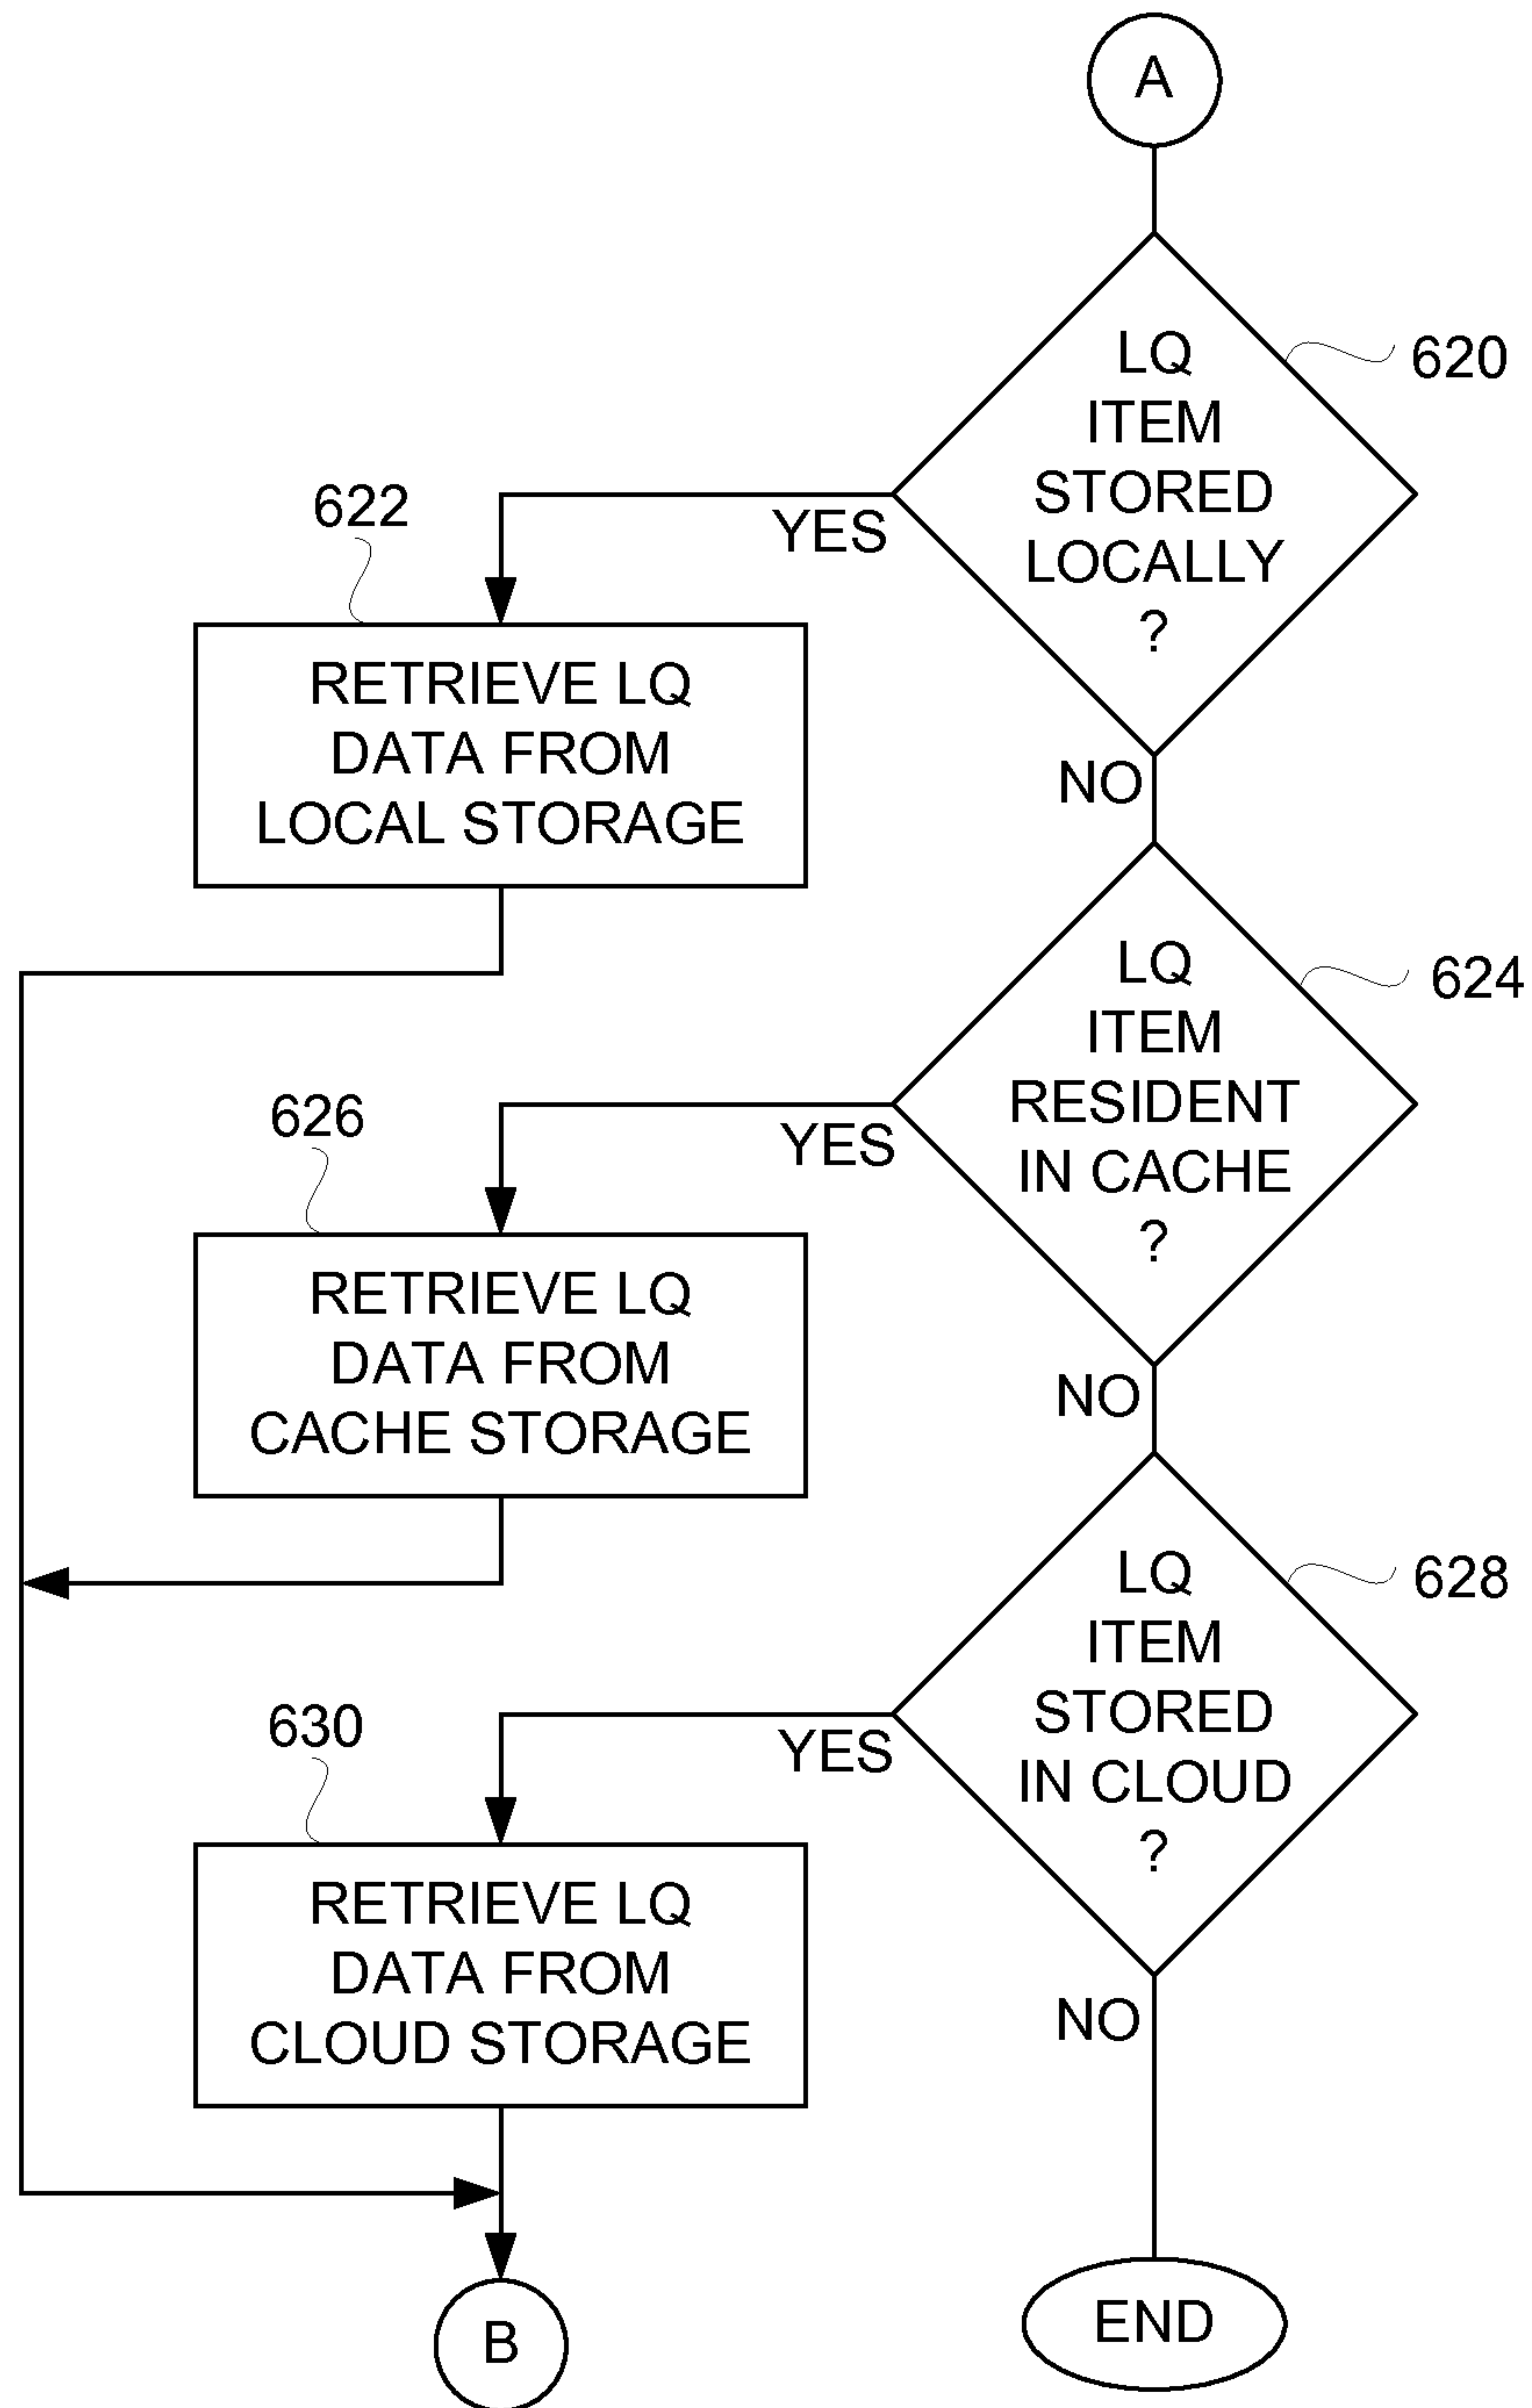 A
LQ
ITEM
STORED
LOCALLY
?
620
YES
622
RETRIEVE LQ
DATA FROM
LOCAL STORAGE
NO
LQ
ITEM
RESIDENT
IN CACHE
?
624
YES
626
RETRIEVE LQ
DATA FROM
CACHE STORAGE
NO
LQ
ITEM
STORED
IN CLOUD
?
628
YES
630
RETRIEVE LQ
DATA FROM
CLOUD STORAGE
NO
B
END